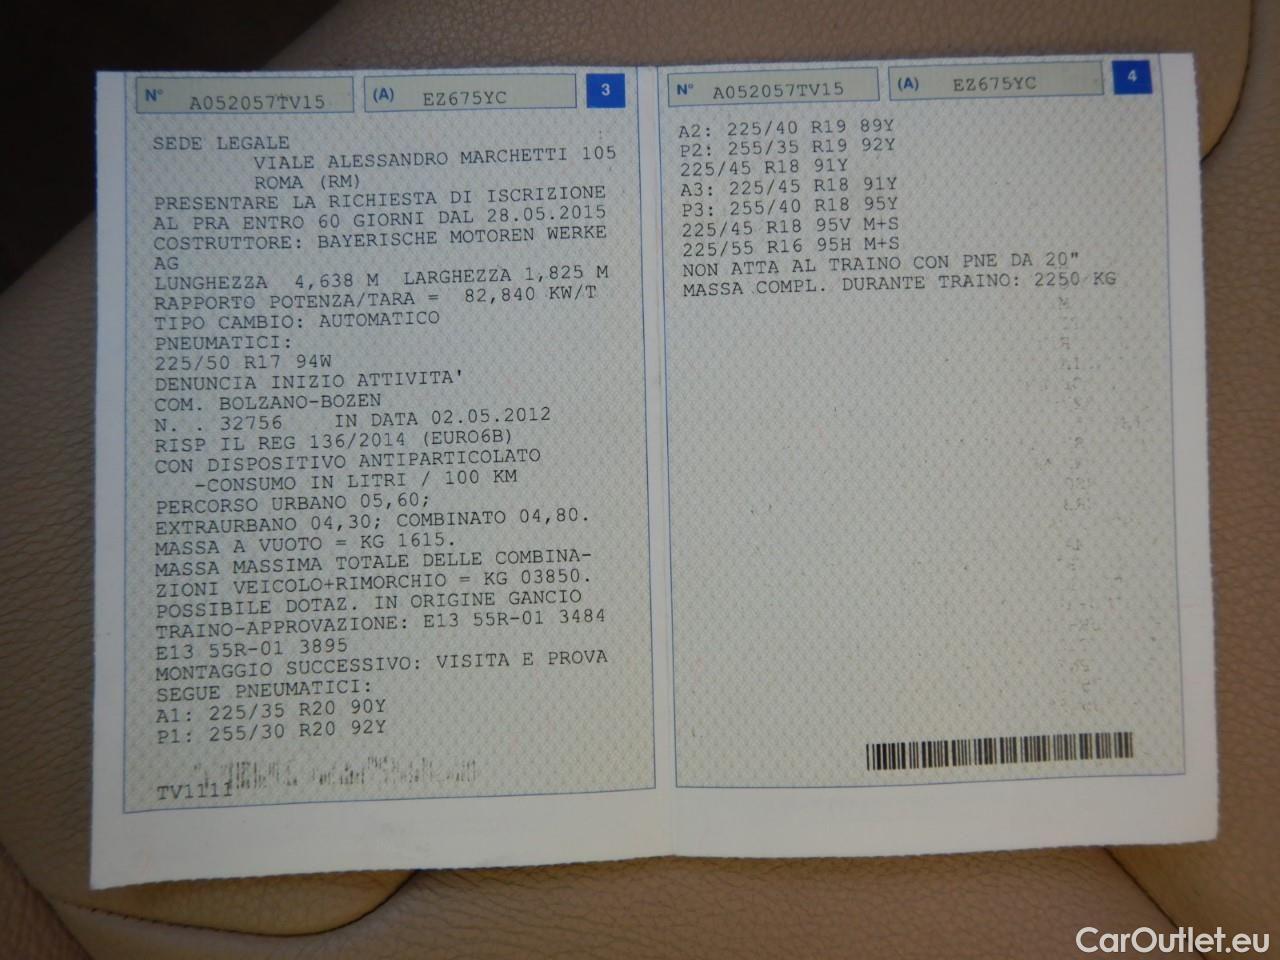 N° A052057TV15 (A) EZ675YC 3
SEDE LEGALE
VIALE ALESSANDRO MARCHETTI 105
ROMA (RM)
PRESENTARE LA RICHIESTA DI ISCRIZIONE
AL PRA ENTRO 60 GIORNI DAL 28.05.2015
COSTRUTTORE: BAYERISCHE MOTOREN WERKE
AG
LUNGHEZZA 4,638 M LARGHEZZA 1,825 M
RAPPORTO POTENZA/TARA = 82,840 KW/T
TIPO CAMBIO: AUTOMATICO
PNEUMATICI:
225/50 R17 94W
DENUNCIA INIZIO ATTIVITA'
COM. BOLZANO-BOZEN
N. . 32756 IN DATA 02.05.2012
RISP IL REG 136/2014 (EURO6B)
CON DISPOSITIVO ANTIPARTICOLATO
-CONSUMO IN LITRI / 100 KM
PERCORSO URBANO 05,60;
EXTRAURBANO 04,30; COMBINATO 04,80.
MASSA A VUOTO = KG 1615.
MASSA MASSIMA TOTALE DELLE COMBINA-
ZIONI VEICOLO+RIMORCHIO = KG 03850.
POSSIBILE DOTAZ. IN ORIGINE GANCIO
TRAINO-APPROVAZIONE: E13 55R-01 3484
E13 55R-01 3895
MONTAGGIO SUCCESSIVO: VISITA E PROVA
SEGUE PNEUMATICI:
A1: 225/35 R20 90Y
P1: 255/30 R20 92Y
TV1111
N° A052057TV15 (A) EZ675YC 4
A2: 225/40 R19 89Y
P2: 255/35 R19 92Y
225/45 R18 91Y
A3: 225/45 R18 91Y
P3: 255/40 R18 95Y
225/45 R18 95V M+S
225/55 R16 95H M+S
NON ATTA AL TRAINO CON PNE DA 20"
MASSA COMPL. DURANTE TRAINO: 2250 KG
CarOutlet.eu